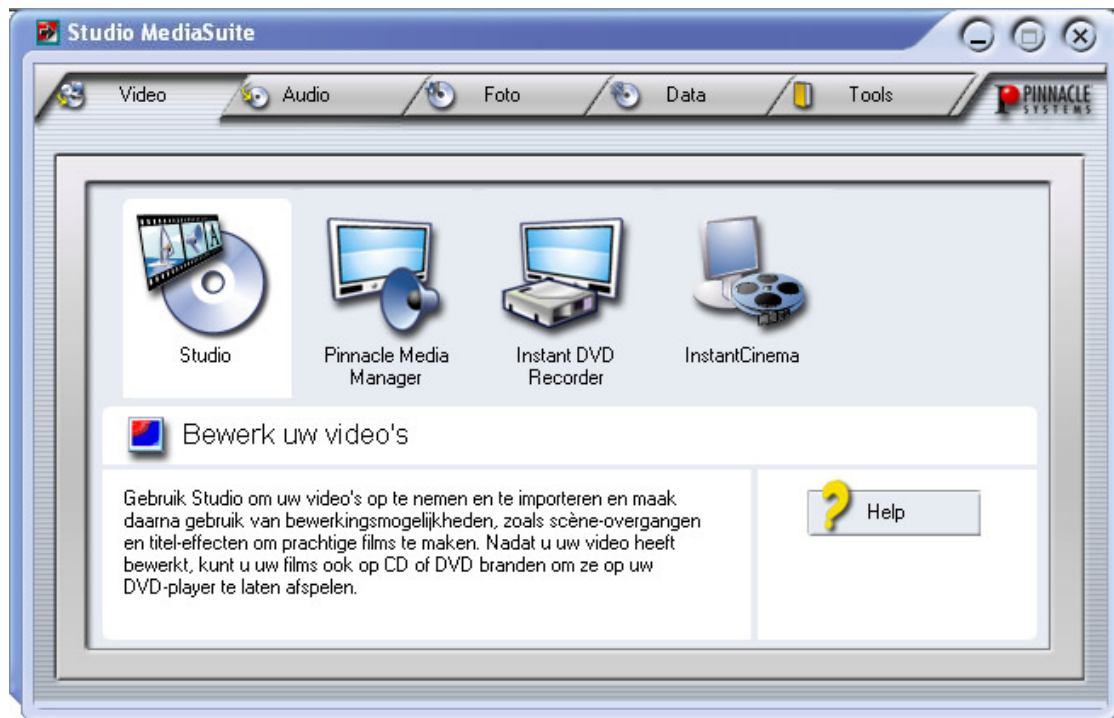 Studio MediaSuite
Video
Audio
Foto
Data
Tools
PINNACLE
SYSTEMS
A
Studio
Pinnacle Media
Manager
Instant DVD
Recorder
InstantCinema
Bewerk uw video's
Gebruik Studio om uw video's op te nemen en te importeren en maak
daarna gebruik van bewerkingsmogelijkheden, zoals scène-overgangen
en titel-effecten om prachtige films te maken. Nadat u uw video heeft
bewerkt, kunt u uw films ook op CD of DVD branden om ze op uw
DVD-player te laten afspelen.
? Help